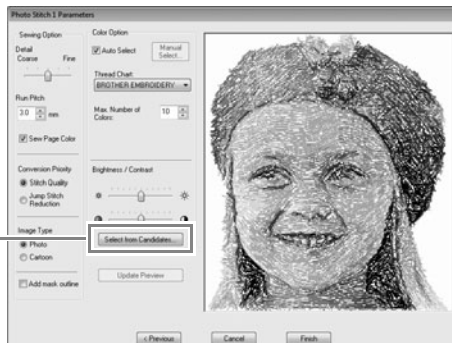 Photo Stitch 1 Parameters
Sewing Option
Detail
Coarse Fine
Run Pitch
3.0 mm
Sew Page Color
Conversion Priority
Stitch Quality
Jump Stitch
Reduction
Image Type
Photo
Cartoon
Add mask outline
Color Option
Auto Select
Manual
Select...
Thread Chart:
BROTHER EMBROIDERY
Max. Number of
Colors:
10
Brightness / Contrast
Select from Candidates...
Update Preview
< Previous
Cancel
Finish